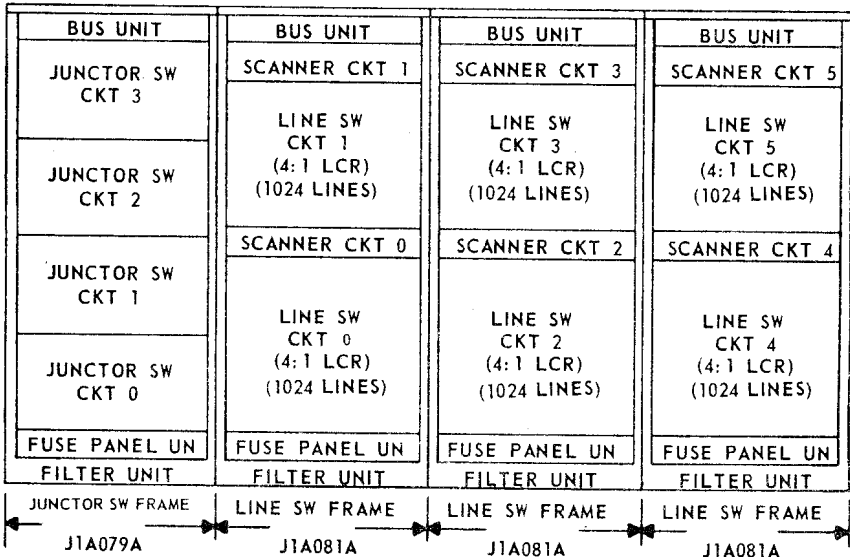 BUS UNIT
JUNCTOR SW
CKT 3
JUNCTOR SW
CKT 2
JUNCTOR SW
CKT 1
JUNCTOR SW
CKT 0
FUSE PANEL UN
FILTER UNIT
JUNCTOR SW FRAME
J1A079A
BUS UNIT
SCANNER CKT 1
LINE SW
CKT 1
(4:1 LCR)
(1024 LINES)
SCANNER CKT 0
LINE SW
CKT 0
(4:1 LCR)
(1024 LINES)
FUSE PANEL UN
FILTER UNIT
LINE SW FRAME
J1A081A
BUS UNIT
SCANNER CKT 3
LINE SW
CKT 3
(4:1 LCR)
(1024 LINES)
SCANNER CKT 2
LINE SW
CKT 2
(4:1 LCR)
(1024 LINES)
FUSE PANEL UN
FILTER UNIT
LINE SW FRAME
J1A081A
BUS UNIT
SCANNER CKT 5
LINE SW
CKT 5
(4:1 LCR)
(1024 LINES)
SCANNER CKT 4
LINE SW
CKT 4
(4:1 LCR)
(1024 LINES)
FUSE PANEL UN
FILTER UNIT
LINE SW FRAME
J1A081A